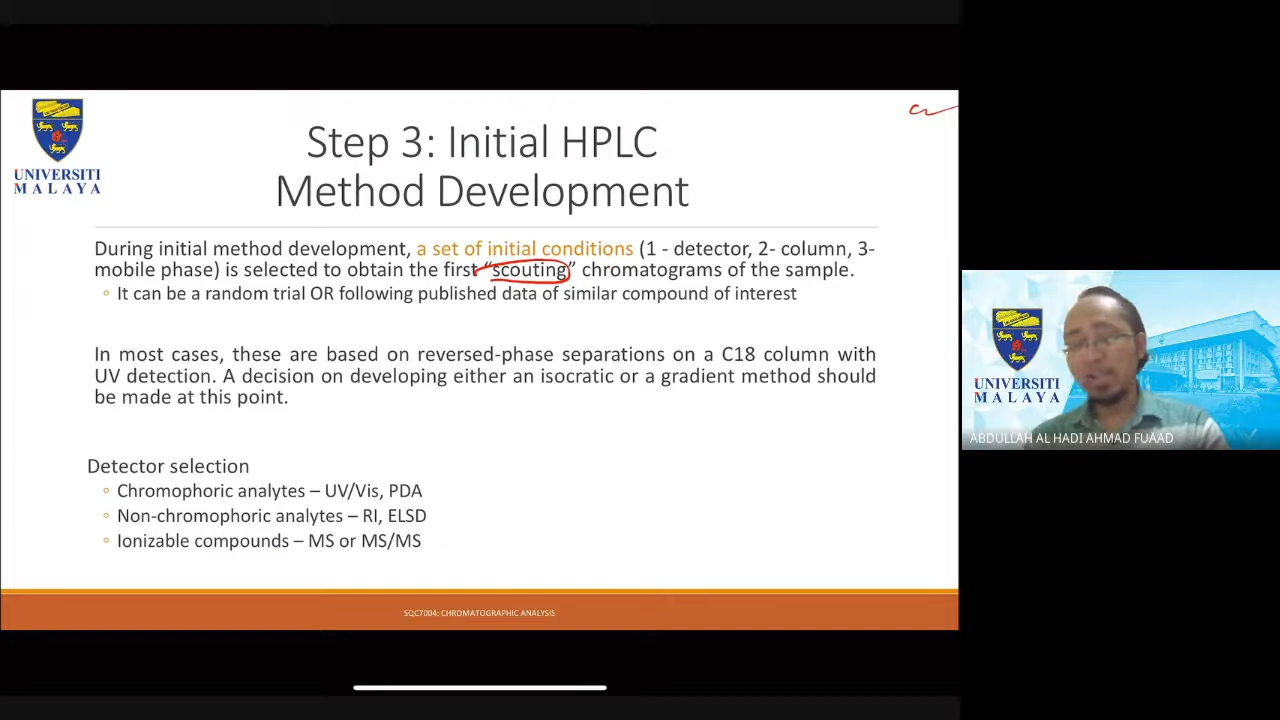 UNIVERSITI
MALAYA
Step 3: Initial HPLC
Method Development
During initial method development, a set of initial conditions (1 - detector, 2- column, 3-
mobile phase) is selected to obtain the first “scouting” chromatograms of the sample.
◦ It can be a random trial OR following published data of similar compound of interest
In most cases, these are based on reversed-phase separations on a C18 column with
UV detection. A decision on developing either an isocratic or a gradient method should
be made at this point.
Detector selection
◦ Chromophoric analytes – UV/Vis, PDA
◦ Non-chromophoric analytes – RI, ELSD
◦ Ionizable compounds – MS or MS/MS
SQC7004: CHROMATOGRAPHIC ANALYSIS
UNIVERSITI
MALAYA
ABDULLAH AL HADI AHMAD FUAAD